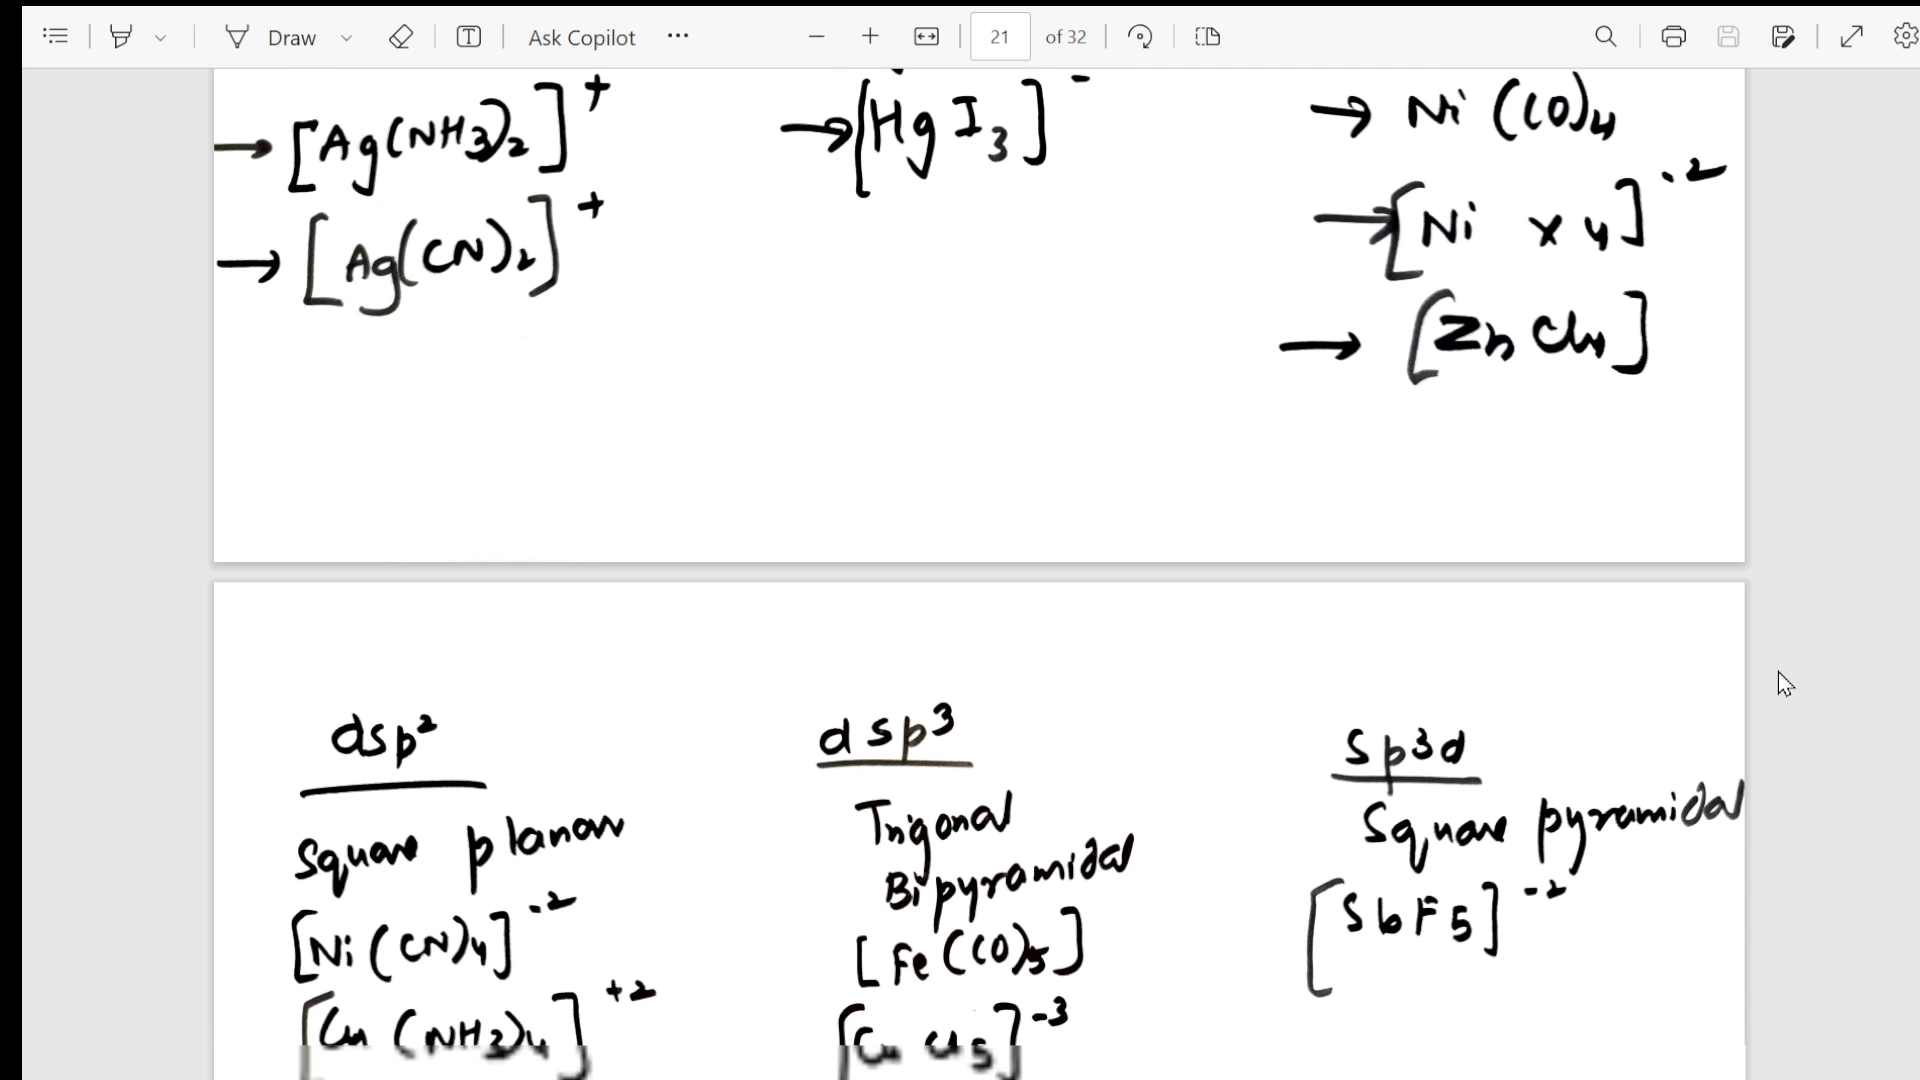 Draw Ask Copilot ... 21 of 32
→ [Ag(NH3)2]+
→ [Ag(CN)2]+
→ [HgI3]-
→ Ni(CO)4
→ [Ni X4]-2
→ [ZnCl4]
dsp²
Square planar
[Ni(CN)4]-2
[Cu(NH3)4]+2
dsp3
Trigonal
Bipyramidal
[Fe(CO)5]
[CuCl5]-3
Sp3d
Square pyramidal
[SbF5]-2